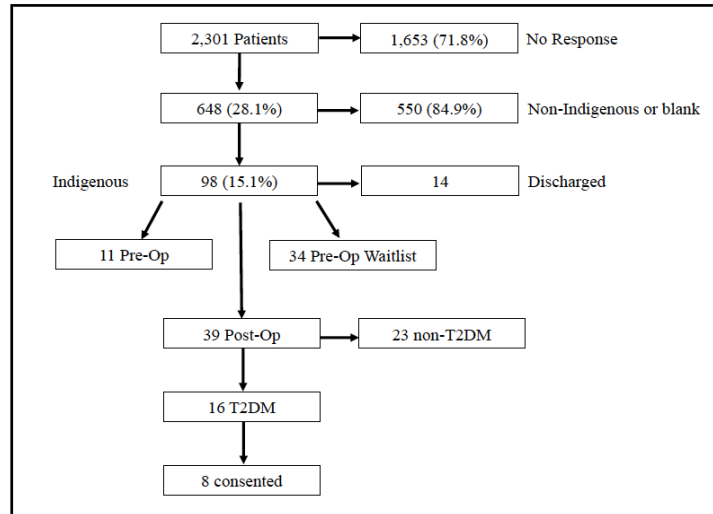 2,301 Patients
1,653 (71.8%)
No Response
648 (28.1%)
550 (84.9%)
Non-Indigenous or blank
Indigenous
98 (15.1%)
14
Discharged
11 Pre-Op
34 Pre-Op Waitlist
39 Post-Op
23 non-T2DM
16 T2DM
8 consented